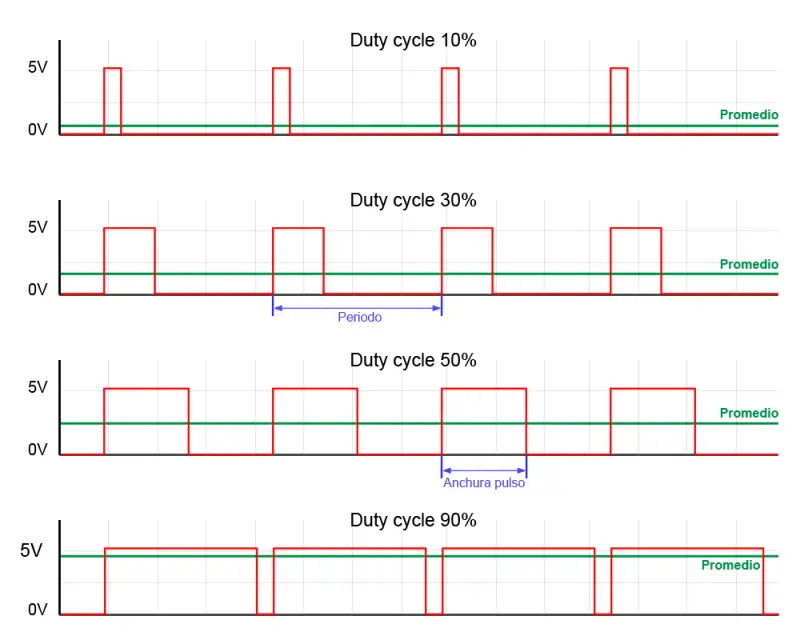 Duty cycle 10%
5V
Promedio
0V
Duty cycle 30%
5V
Promedio
0V
Periodo
Duty cycle 50%
5V
Promedio
0V
Anchura pulso
Duty cycle 90%
5V
Promedio
0V